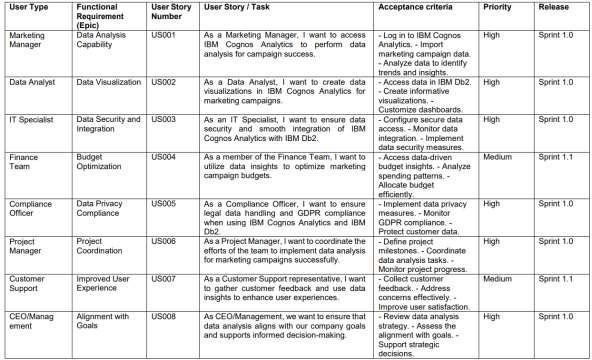 User Type Functional Requirement (Epic) User Story Number User Story / Task Acceptance criteria Priority Release
Marketing Manager Data Analysis Capability US001 As a Marketing Manager, I want to access IBM Cognos Analytics to perform data analysis for campaign success. - Log in to IBM Cognos Analytics. - Import marketing campaign data. - Analyze data to identify trends and insights. High Sprint 1.0
Data Analyst Data Visualization US002 As a Data Analyst, I want to create data visualizations in IBM Cognos Analytics for marketing campaigns. - Access data in IBM Db2. - Create informative visualizations. - Customize dashboards. High Sprint 1.0
IT Specialist Data Security and Integration US003 As an IT Specialist, I want to ensure data security and smooth integration of IBM Cognos Analytics with IBM Db2. - Configure secure data access. - Monitor data integration. - Implement data security measures. High Sprint 1.0
Finance Team Budget Optimization US004 As a member of the Finance Team, I want to utilize data insights to optimize marketing campaign budgets. - Access data-driven budget insights. - Analyze spending patterns. - Allocate budget efficiently. Medium Sprint 1.1
Compliance Officer Data Privacy Compliance US005 As a Compliance Officer, I want to ensure legal data handling and GDPR compliance when using IBM Cognos Analytics and IBM Db2. - Implement data privacy measures. - Monitor GDPR compliance. - Protect customer data. High Sprint 1.0
Project Manager Project Coordination US006 As a Project Manager, I want to coordinate the efforts of the team to implement data analysis for marketing campaigns successfully. - Define project milestones. - Coordinate data analysis tasks. - Monitor project progress. High Sprint 1.0
Customer Support Improved User Experience US007 As a Customer Support representative, I want to gather customer feedback and use data insights to enhance user experiences. - Collect customer feedback. - Address concerns effectively. - Improve user satisfaction. Medium Sprint 1.1
CEO/Management Alignment with Goals US008 As CEO/Management, we want to ensure that data analysis aligns with our company goals and supports informed decision-making. - Review data analysis strategy. - Assess the alignment with goals. - Support strategic decisions. High Sprint 1.0